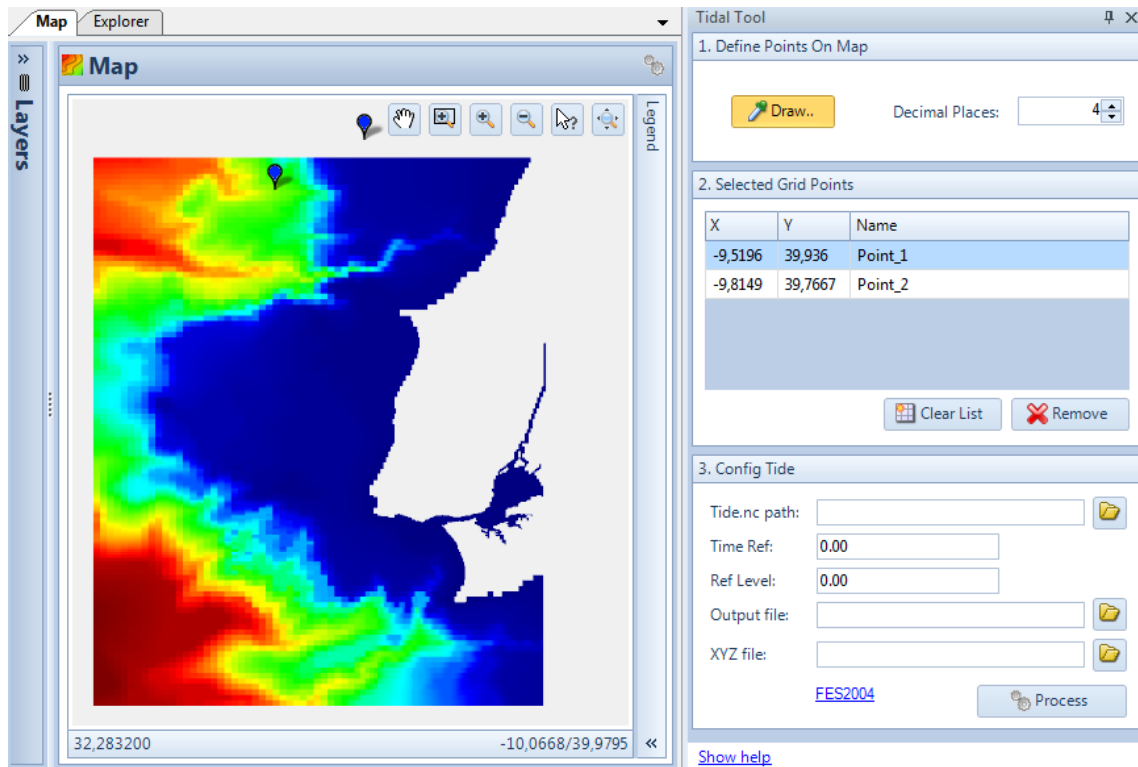 Map
Explorer
Layers
Map
Legend
32,283200
-10,0668/39,9795
Tidal Tool
1. Define Points On Map
Draw..
Decimal Places:
4
2. Selected Grid Points
X Y Name
-9,5196 39,936 Point_1
-9,8149 39,7667 Point_2
Clear List
Remove
3. Config Tide
Tide.nc path:
Time Ref: 0.00
Ref Level: 0.00
Output file:
XYZ file:
FES2004
Process
Show help